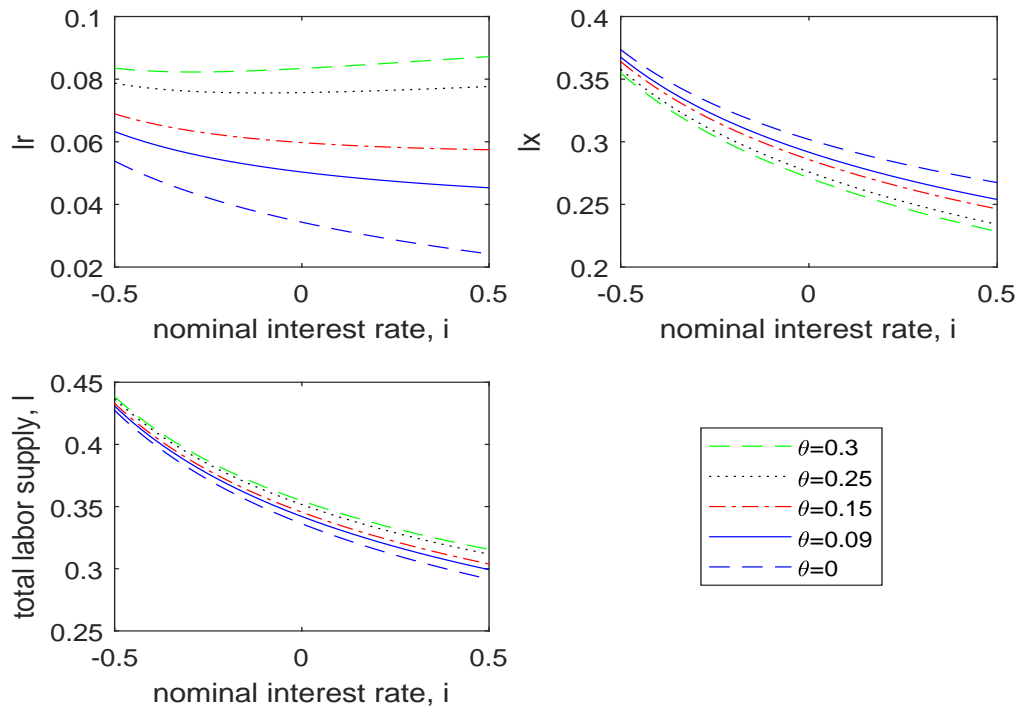 0.1
0.08
0.06
0.04
0.02
lr
-0.5
0
0.5
nominal interest rate, i
0.4
0.35
0.3
0.25
0.2
lx
-0.5
0
0.5
nominal interest rate, i
0.45
0.4
0.35
0.3
0.25
total labor supply, l
-0.5
0
0.5
nominal interest rate, i
θ=0.3
θ=0.25
θ=0.15
θ=0.09
θ=0